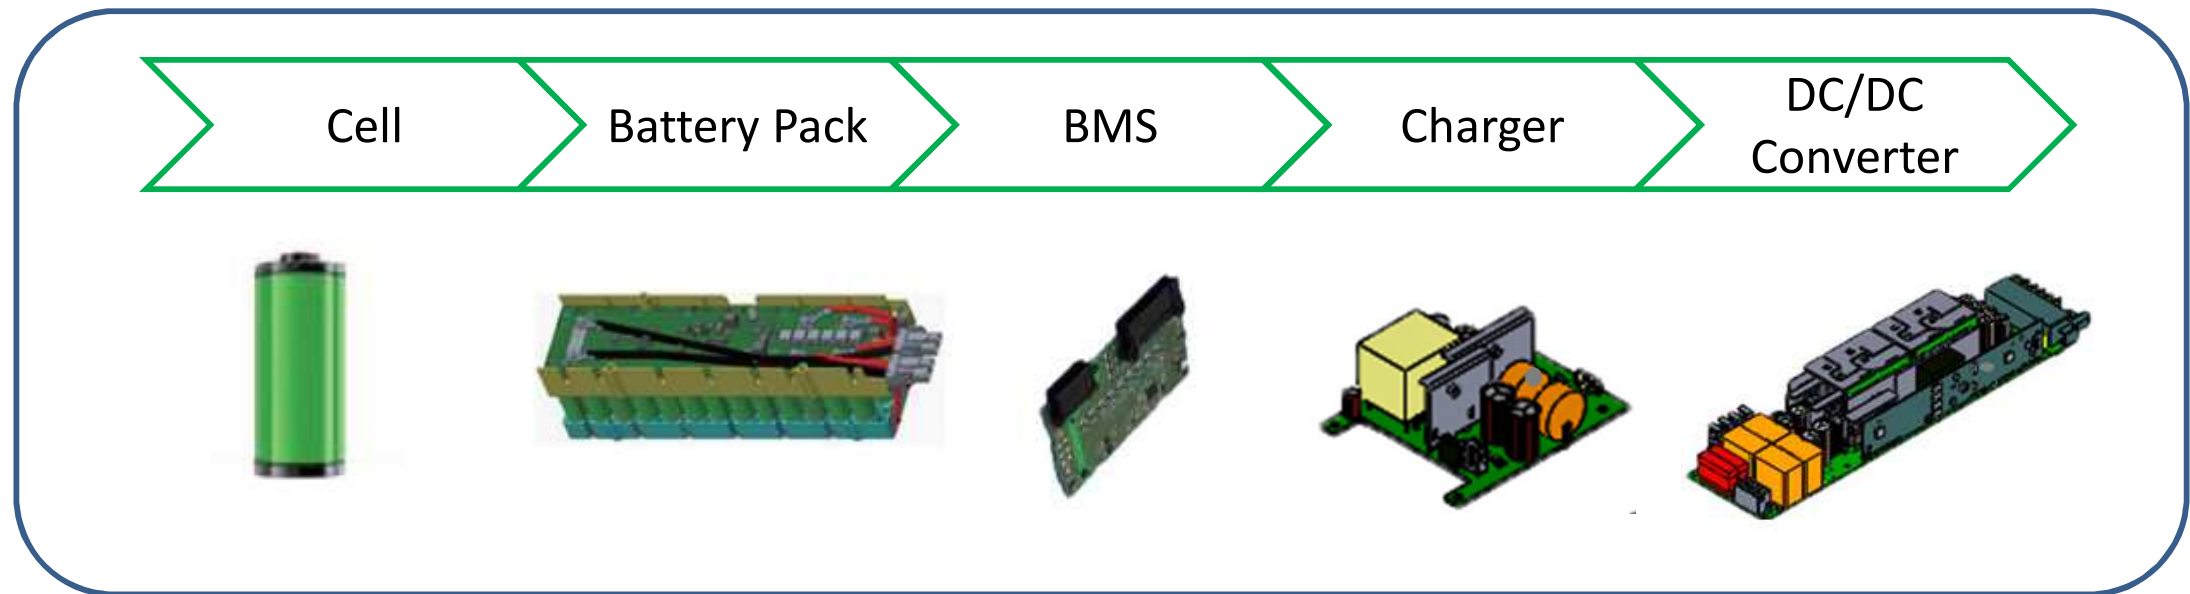 Cell
Battery Pack
BMS
Charger
DC/DC
Converter